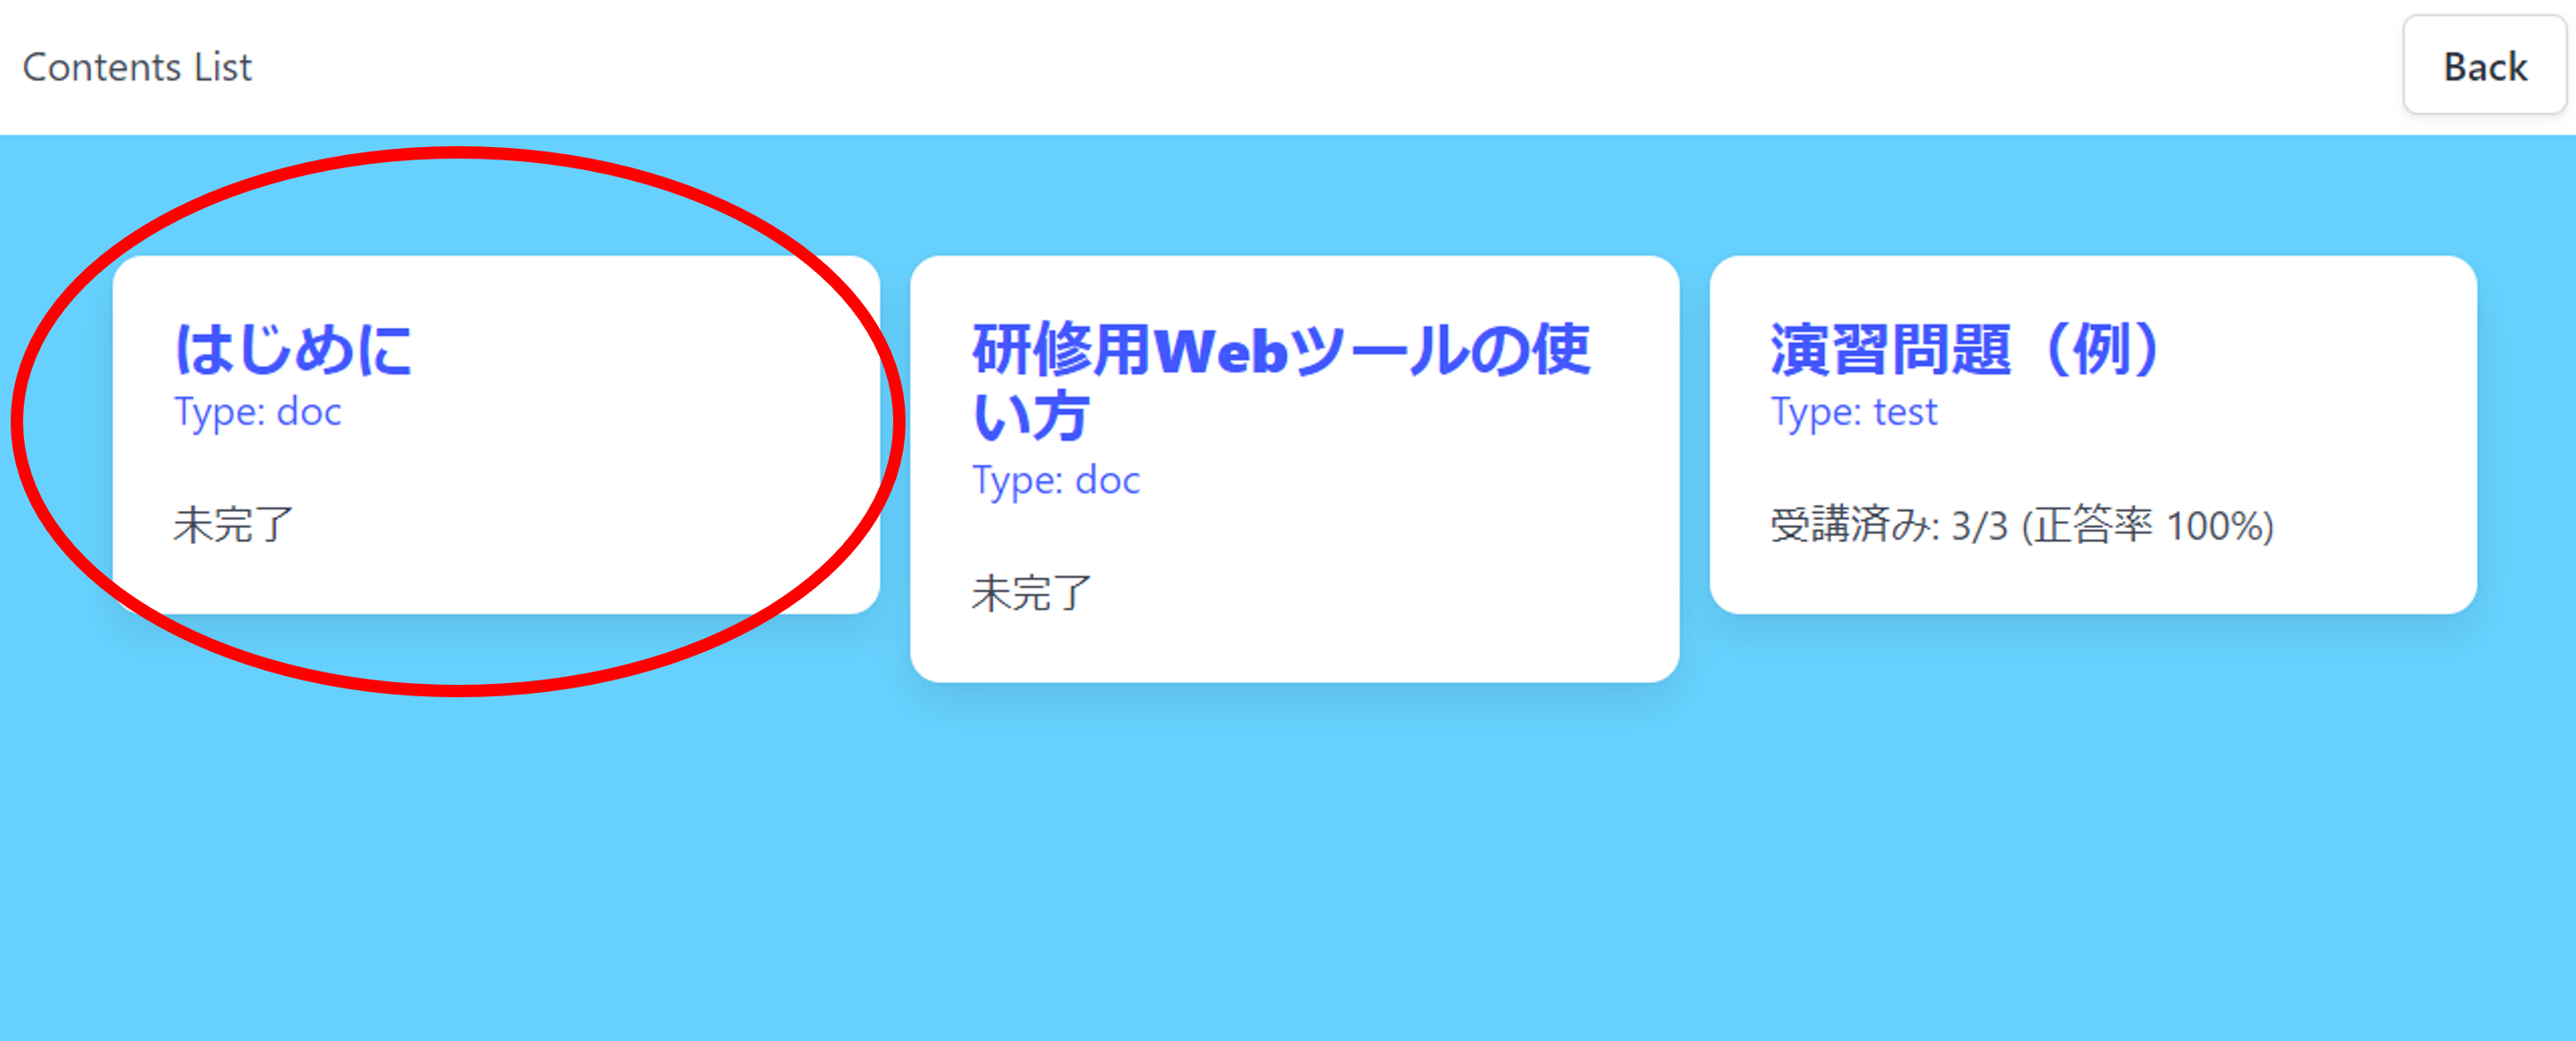 Contents List
Back
はじめに
Type: doc
未完了
研修用Webツールの使
い方
Type: doc
未完了
演習問題（例）
Type: test
受講済み: 3/3 (正答率 100%)